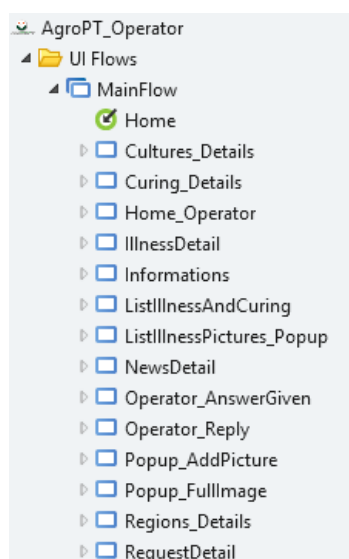 AgroPT_Operator
UI Flows
MainFlow
Home
Cultures_Details
Curing_Details
Home_Operator
IllnessDetail
Informations
ListIllnessAndCuring
ListIllnessPictures_Popup
NewsDetail
Operator_AnswerGiven
Operator_Reply
Popup_AddPicture
Popup_FullImage
Regions_Details
RequestDetail